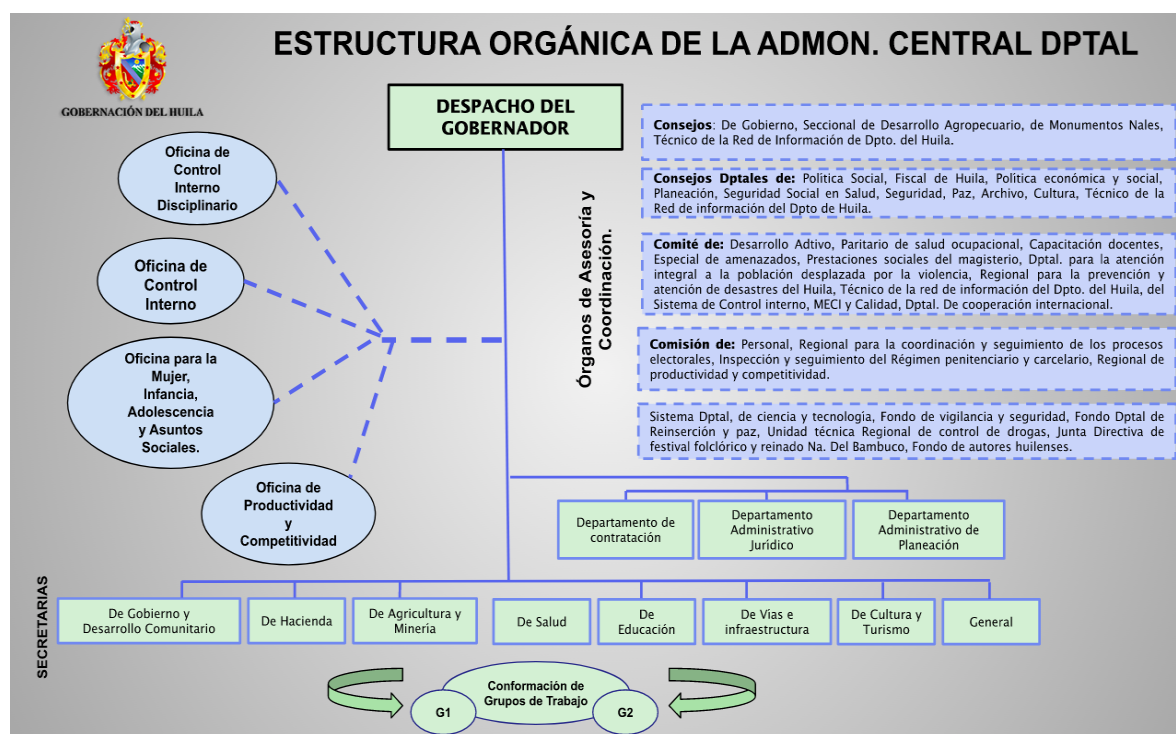 ESTRUCTURA ORGÁNICA DE LA ADMON. CENTRAL DPTAL
GOBERNACIÓN DEL HUILA
DESPACHO DEL
GOBERNADOR
Oficina de
Control
Interno
Disciplinario
Oficina de
Control
Interno
Oficina para la
Mujer,
Infancia,
Adolescencia
y Asuntos
Sociales.
Oficina de
Productividad
y
Competitividad
Órganos de Asesoría y
Coordinación.
Consejos: De Gobierno, Seccional de Desarrollo Agropecuario, de Monumentos Nales,
Técnico de la Red de Información de Dpto. del Huila.
Consejos Dptales de: Política Social, Fiscal de Huila, Política económica y social,
Planeación, Seguridad Social en Salud, Seguridad, Paz, Archivo, Cultura, Técnico de la
Red de información del Dpto de Huila.
Comité de: Desarrollo Adtivo, Paritario de salud ocupacional, Capacitación docentes,
Especial de amenazados, Prestaciones sociales del magisterio, Dptal. para la atención
integral a la población desplazada por la violencia, Regional para la prevención y
atención de desastres del Huila, Técnico de la red de información del Dpto. del Huila, del
Sistema de Control interno, MECI y Calidad, Dptal. De cooperación internacional.
Comisión de: Personal, Regional para la coordinación y seguimiento de los procesos
electorales, Inspección y seguimiento del Régimen penitenciario y carcelario, Regional de
productividad y competitividad.
Sistema Dptal, de ciencia y tecnología, Fondo de vigilancia y seguridad, Fondo Dptal de
Reinserción y paz, Unidad técnica Regional de control de drogas, Junta Directiva de
festival folclórico y reinado Na. Del Bambuco, Fondo de autores huilenses.
Departamento de
contratación
Departamento
Administrativo
Jurídico
Departamento
Administrativo de
Planeación
SECRETARIAS
De Gobierno y
Desarrollo Comunitario
De Hacienda
De Agricultura y
Minería
De Salud
De
Educación
De Vias e
infraestructura
De Cultura y
Turismo
General
Conformación de
Grupos de Trabajo
G1
G2